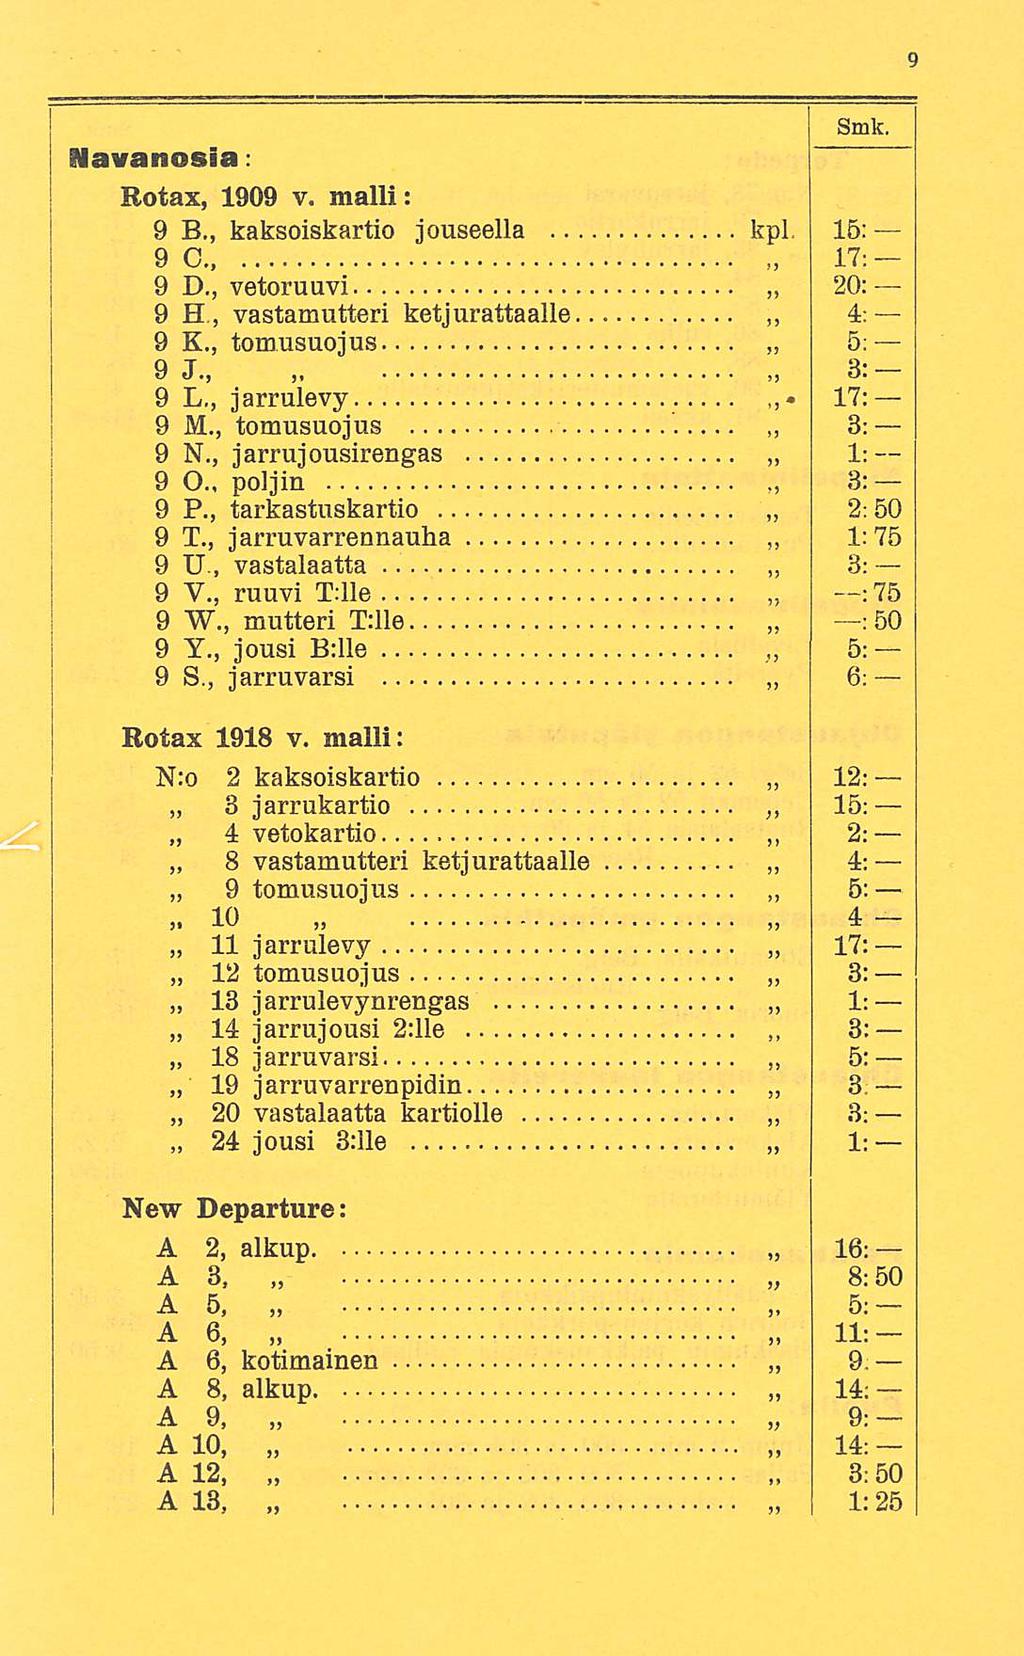 9
Smk.
Navanosia:
Rotax, 1909 v. malli:
9 B., kaksoiskartio jouseella .............. kpl. 15: —
9 C., ..................................... „ 17: —
9 D., vetoruuvi............................ „ 20: —
9 H., vastamutteri ketjurattaalle............ „ 4: —
9 K., tomusuojus.......................... „ 5: —
9 J., „ .......................... „ 3: —
9 L., jarrulevy............................ „ 17: —
9 M., tomusuojus ........................ „ 3: —
9 N., jarrujousirengas .................... „ 1: —
9 O., poljin .............................. „ 3: —
9 P., tarkastuskartio ...................... „ 2: 50
9 T., jarruvarrennauha .................... „ 1: 75
9 U., vastalaatta .......................... „ 3: —
9 V., ruuvi T:lle .......................... „ —: 75
9 W., mutteri T:lle........................ „ —: 50
9 Y., jousi B:lle .......................... „ 5: —
9 S., jarruvarsi .......................... „ 6: —
Rotax 1918 v. malli:
N:o 2 kaksoiskartio ...................... „ 12: —
„ 3 jarrukartio ........................ „ 15: —
„ 4 vetokartio.......................... „ 2: —
„ 8 vastamutteri ketjurattaalle .......... „ 4: —
„ 9 tomusuojus ........................ „ 5: —
„ 10 „ ........................ „ 4 —
„ 11 jarrulevy .......................... „ 17: —
„ 12 tomusuojus ........................ „ 3: —
„ 13 jarrulevynrengas .................. „ 1: —
„ 14 jarrujousi 2:lle .................... „ 3: —
„ 18 jarruvarsi.......................... „ 5: —
„ 19 jarruvarrenpidin.................... „ 3: —
„ 20 vastalaatta kartiolle ................ „ 3: —
„ 24 jousi 3:lle ........................ „ 1: —
New Departure:
A 2, alkup. .............................. „ 16: —
A 3, „ .............................. „ 8: 50
A 5, „ .............................. „ 5: —
A 6, „ .............................. „ 11: —
A 6, kotimainen .......................... „ 9: —
A 8, alkup. .............................. „ 14: —
A 9, „ .............................. „ 9: —
A 10, „ .............................. „ 14: —
A 12, „ .............................. „ 3: 50
A 13, „ .............................. „ 1: 25